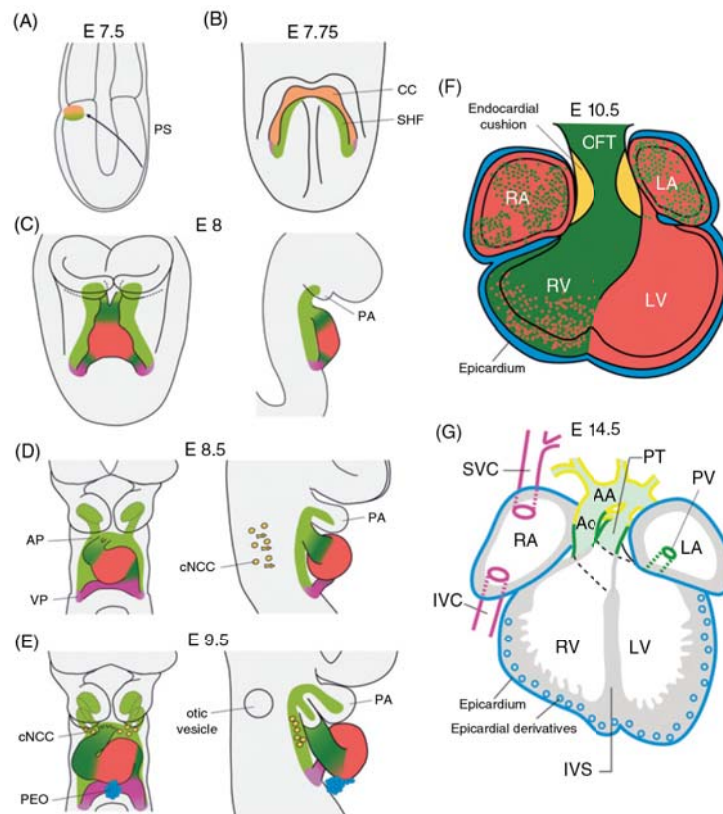 (A)
E 7.5
PS
(B)
E 7.75
CC
SHF
(C)
E 8
PA
(D)
E 8.5
AP
VP
cNCC
PA
(E)
E 9.5
cNCC
PEO
otic
vesicle
PA
(F)
E 10.5
Endocardial
cushion
OFT
RA
LA
RV
LV
Epicardium
(G)
E 14.5
SVC
PT
AA
PV
Ao
RA
LA
IVC
RV
LV
Epicardium
Epicardial derivatives
IVS